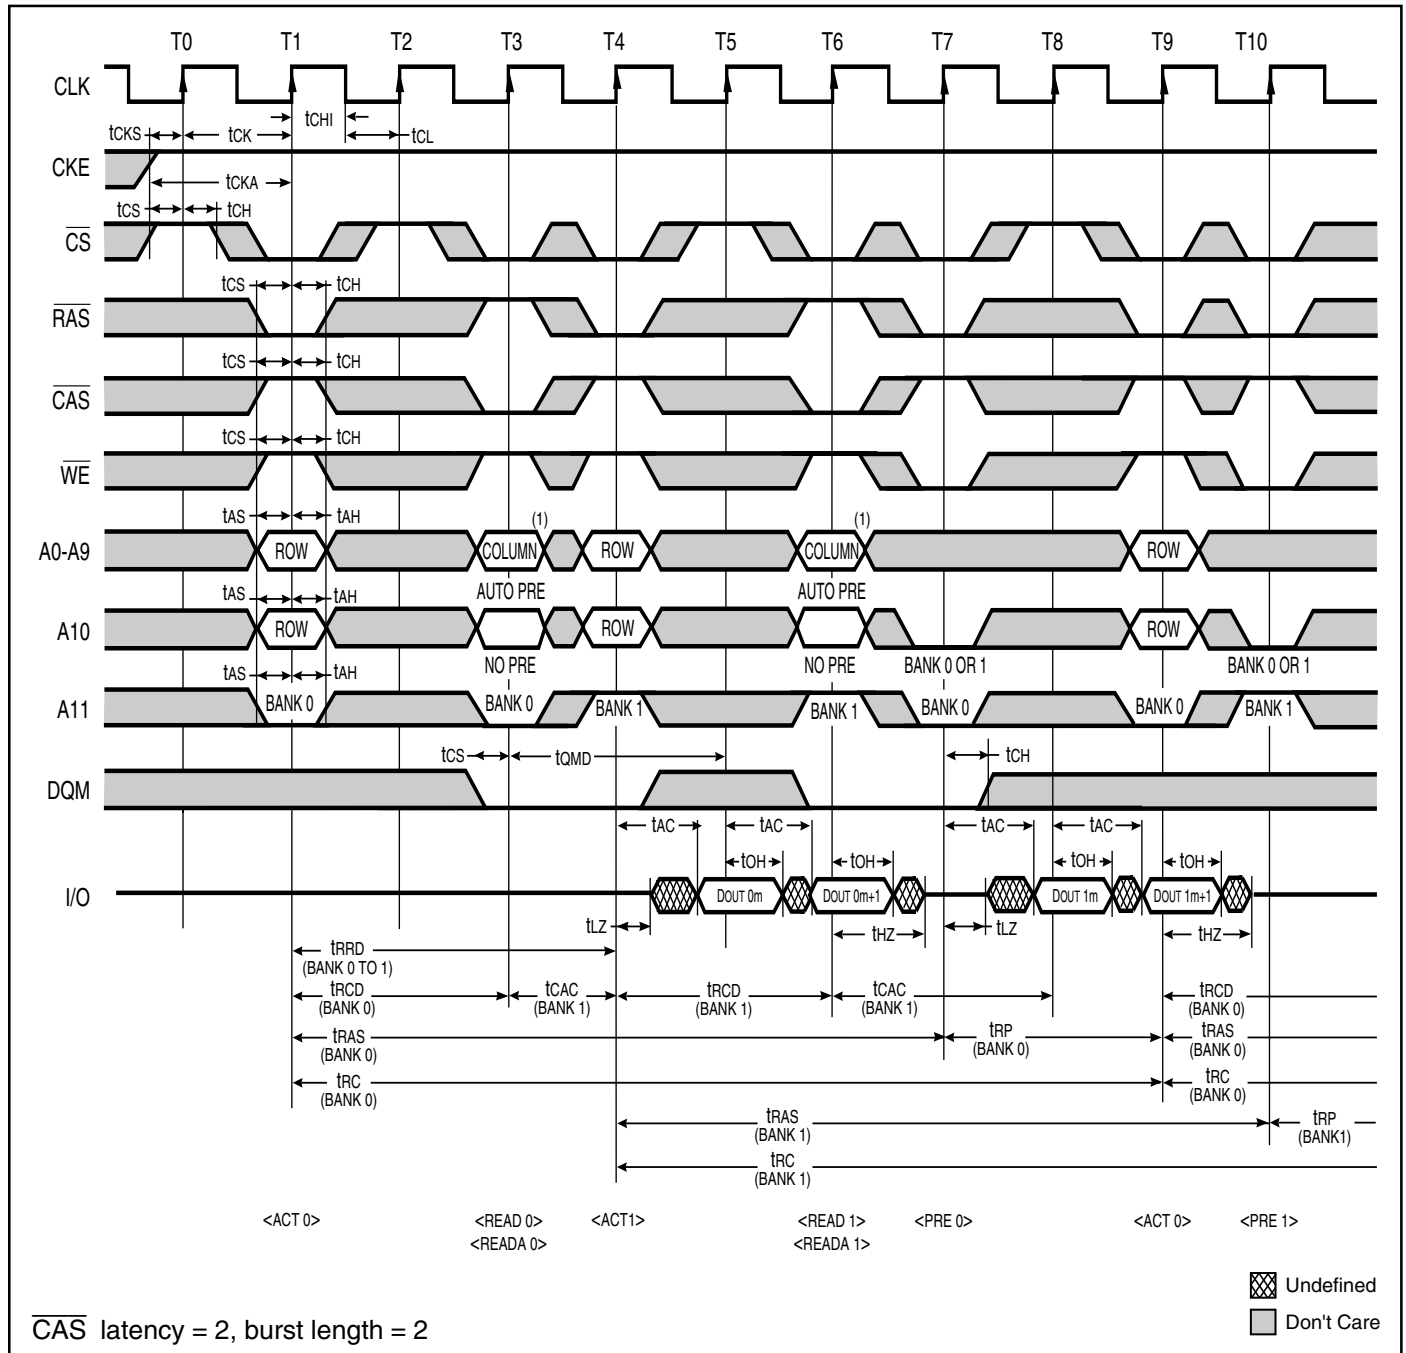 T0 T1 T2 T3 T4 T5 T6 T7 T8 T9 T10
CLK
tCHI
tCKS tCK tCL
CKE
tCKA
tCS tCH
CS
tCS tCH
RAS
tCS tCH
CAS
tCS tCH
WE
tAS tAH (1) (1)
A0-A9 ROW COLUMN ROW COLUMN ROW
tAS tAH AUTO PRE AUTO PRE
A10 ROW ROW ROW
tAS tAH NO PRE NO PRE BANK 0 OR 1 BANK 0 OR 1
A11 BANK 0 BANK 0 BANK 1 BANK 1 BANK 0 BANK 0 BANK 1
tCS tQMD tCH
DQM
tAC tAC tAC tAC
tOH tOH tOH tOH
I/O DOUT 0m DOUT 0m+1 DOUT 1m DOUT 1m+1
tLZ tHZ tLZ tHZ
tRRD
(BANK 0 TO 1)
tRCD tCAC tRCD tCAC tRCD
(BANK 0) (BANK 1) (BANK 1) (BANK 1) (BANK 0)
tRAS tRP tRAS
(BANK 0) (BANK 0) (BANK 0)
tRC tRC
(BANK 0) (BANK 0)
tRAS tRP
(BANK 1) (BANK1)
tRC
(BANK 1)
<ACT 0> <READ 0> <ACT1> <READ 1> <PRE 0> <ACT 0> <PRE 1>
<READA 0> <READA 1>
Undefined
Don't Care
CAS latency = 2, burst length = 2